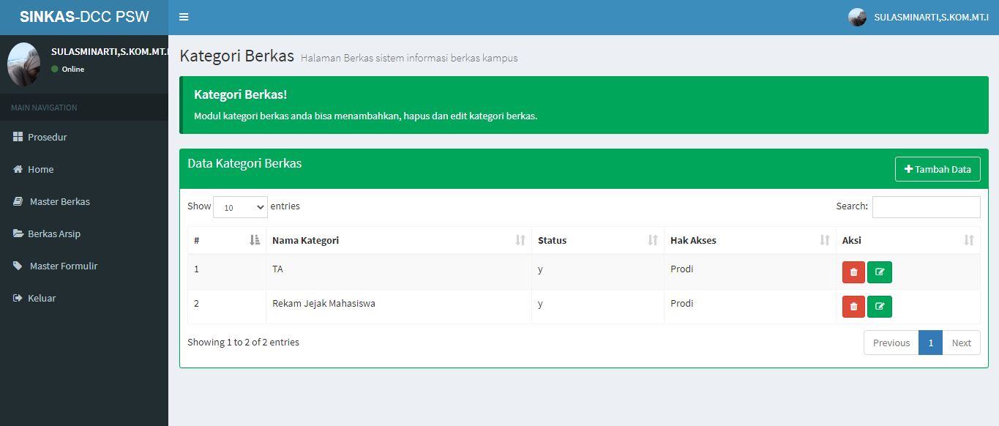 SINKAS-DCC PSW
SULASMINARTI,S.KOM.MT.I
SULASMINARTI,S.KOM.MT.I
Online
MAIN NAVIGATION
Prosedur
Home
Master Berkas
Berkas Arsip
Master Formulir
Keluar
Kategori Berkas Halaman Berkas sistem informasi berkas kampus
Kategori Berkas!
Modul kategori berkas anda bisa menambahkan, hapus dan edit kategori berkas.
Data Kategori Berkas
Tambah Data
Show 10 entries
Search:
# Nama Kategori Status Hak Akses Aksi
1 TA y Prodi
2 Rekam Jejak Mahasiswa y Prodi
Showing 1 to 2 of 2 entries
Previous 1 Next